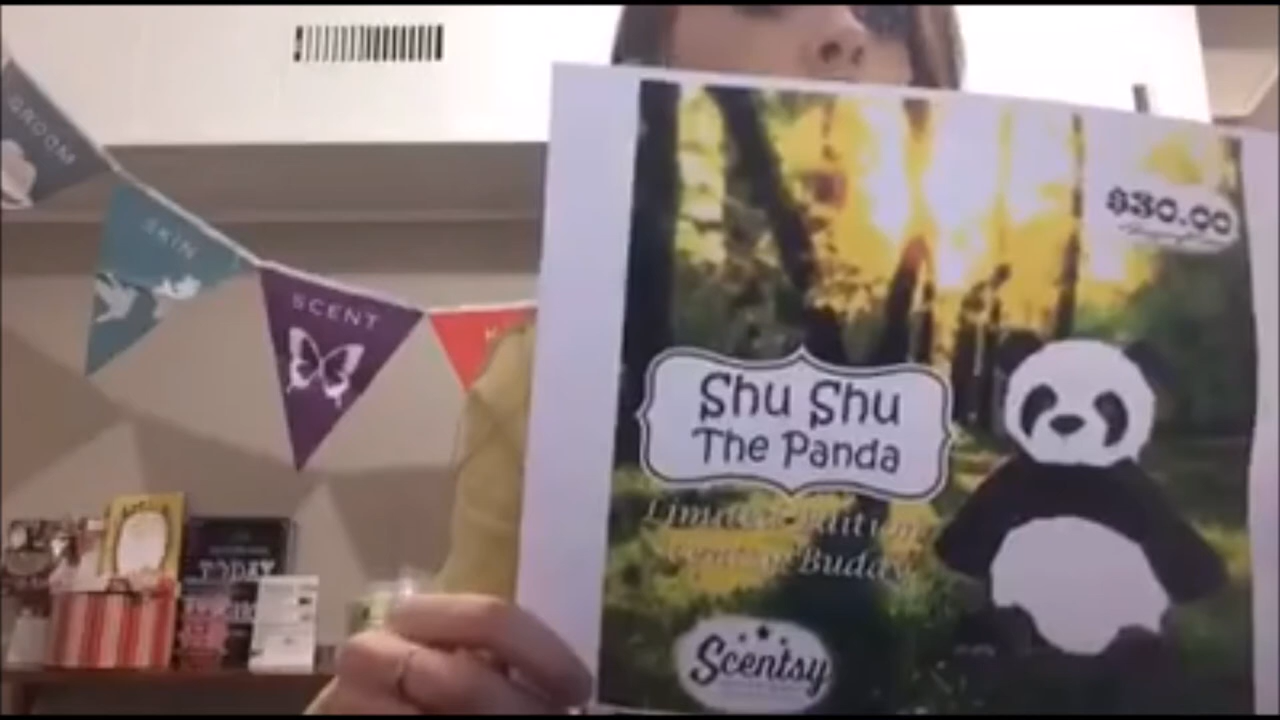 GROOM
SKIN
SCENT
$30.00
Shu Shu
The Panda
Limited Edition
Scentsy Buddy
Scentsy
TODAY